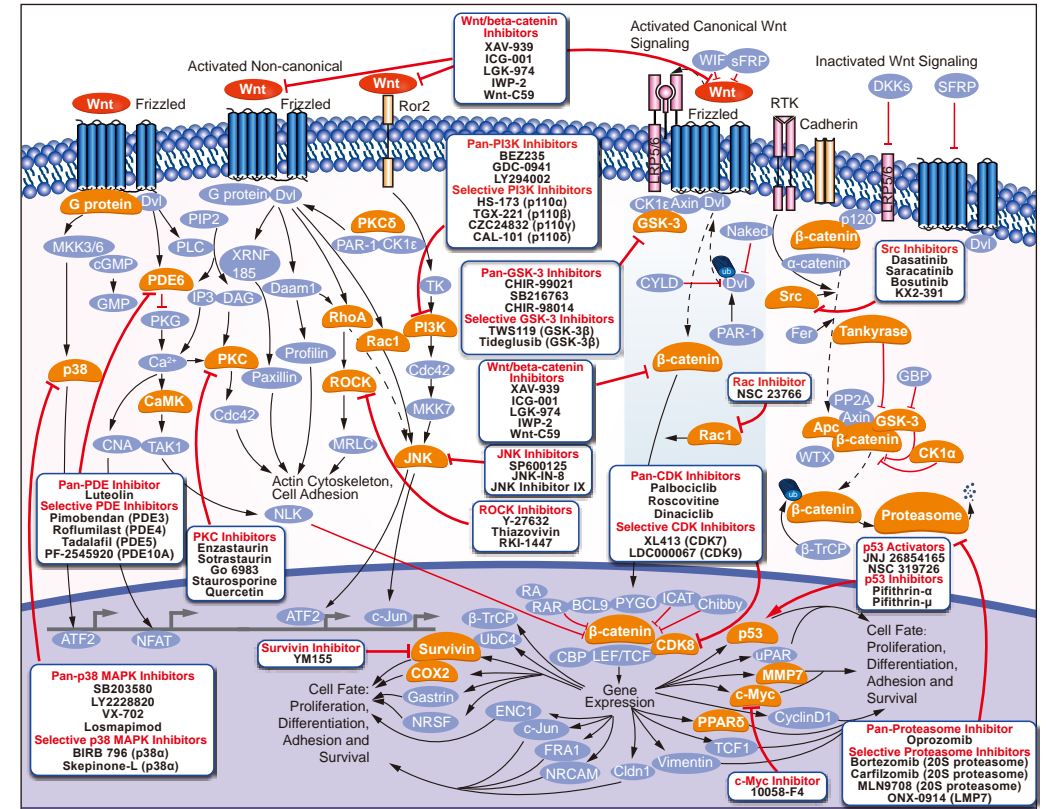 Wnt/beta-catenin
Inhibitors
XAV-939
ICG-001
LGK-974
IWP-2
Wnt-C59
Activated Canonical Wnt
Signaling
WIF
sFRP
Wnt
Inactivated Wnt Signaling
DKKs
SFRP
Activated Non-canonical
Wnt
Frizzled
Wnt
Frizzled
Wnt
Ror2
Frizzled
LRP5/6
RTK
Cadherin
LRP5/6
Pan-PI3K Inhibitors
BEZ235
GDC-0941
LY294002
Selective PI3K Inhibitors
HS-173 (p110α)
TGX-221 (p110β)
CZC24832 (p110γ)
CAL-101 (p110δ)
G protein
Dvl
G protein
Dvl
CK1ε
Axin
Dvl
GSK-3
p120
β-catenin
α-catenin
Dvl
PIP2
PKCδ
PAR-1
CK1ε
Naked
MKK3/6
PLC
cGMP
XRNF
185
Src Inhibitors
Dasatinib
Saracatinib
Bosutinib
KX2-391
Pan-GSK-3 Inhibitors
CHIR-99021
SB216763
CHIR-98014
Selective GSK-3 Inhibitors
TWS119 (GSK-3β)
Tideglusib (GSK-3β)
PDE6
GMP
IP3
DAG
Daam1
TK
CYLD
ub
Dvl
Src
PKG
RhoA
Rac1
PI3K
PAR-1
Fer
Tankyrase
Ca2+
PKC
Profilin
p38
Paxillin
ROCK
Cdc42
β-catenin
Wnt/beta-catenin
Inhibitors
XAV-939
ICG-001
LGK-974
IWP-2
Wnt-C59
Rac Inhibitor
NSC 23766
GBP
PP2A
Axin
Apc
GSK-3
β-catenin
WTX
CK1α
CaMK
Cdc42
MKK7
CNA
TAK1
MRLC
JNK
Rac1
JNK Inhibitors
SP600125
JNK-IN-8
JNK Inhibitor IX
Actin Cytoskeleton,
Cell Adhesion
Pan-PDE Inhibitor
Luteolin
Selective PDE Inhibitors
Pimobendan (PDE3)
Roflumilast (PDE4)
Tadalafil (PDE5)
PF-2545920 (PDE10A)
NLK
ROCK Inhibitors
Y-27632
Thiazovivin
RKI-1447
Pan-CDK Inhibitors
Palbociclib
Roscovitine
Dinaciclib
Selective CDK Inhibitors
XL413 (CDK7)
LDC000067 (CDK9)
ub
β-catenin
Proteasome
β-TrCP
PKC Inhibitors
Enzastaurin
Sotrastaurin
Go 6983
Staurosporine
Quercetin
p53 Activators
JNJ 26854165
NSC 319726
p53 Inhibitors
Pifithrin-α
Pifithrin-μ
ATF2
NFAT
ATF2
c-Jun
RA
RAR
BCL9
PYGO
ICAT
Chibby
β-TrCP
UbC4
β-catenin
CDK8
CBP
LEF/TCF
p53
uPAR
MMP7
c-Myc
Cell Fate:
Proliferation,
Differentiation,
Adhesion and
Survival
Survivin Inhibitor
YM155
Survivin
COX2
Gastrin
NRSF
Cell Fate:
Proliferation,
Differentiation,
Adhesion and
Survival
Gene
Expression
Pan-p38 MAPK Inhibitors
SB203580
LY2228820
VX-702
Losmapimod
Selective p38 MAPK Inhibitors
BIRB 796 (p38α)
Skepinone-L (p38α)
ENC1
c-Jun
FRA1
NRCAM
Cldn1
Vimentin
TCF1
PPARδ
CyclinD1
c-Myc Inhibitor
10058-F4
Pan-Proteasome Inhibitor
Oprozomib
Selective Proteasome Inhibitors
Bortezomib (20S proteasome)
Carfilzomib (20S proteasome)
MLN9708 (20S proteasome)
ONX-0914 (LMP7)